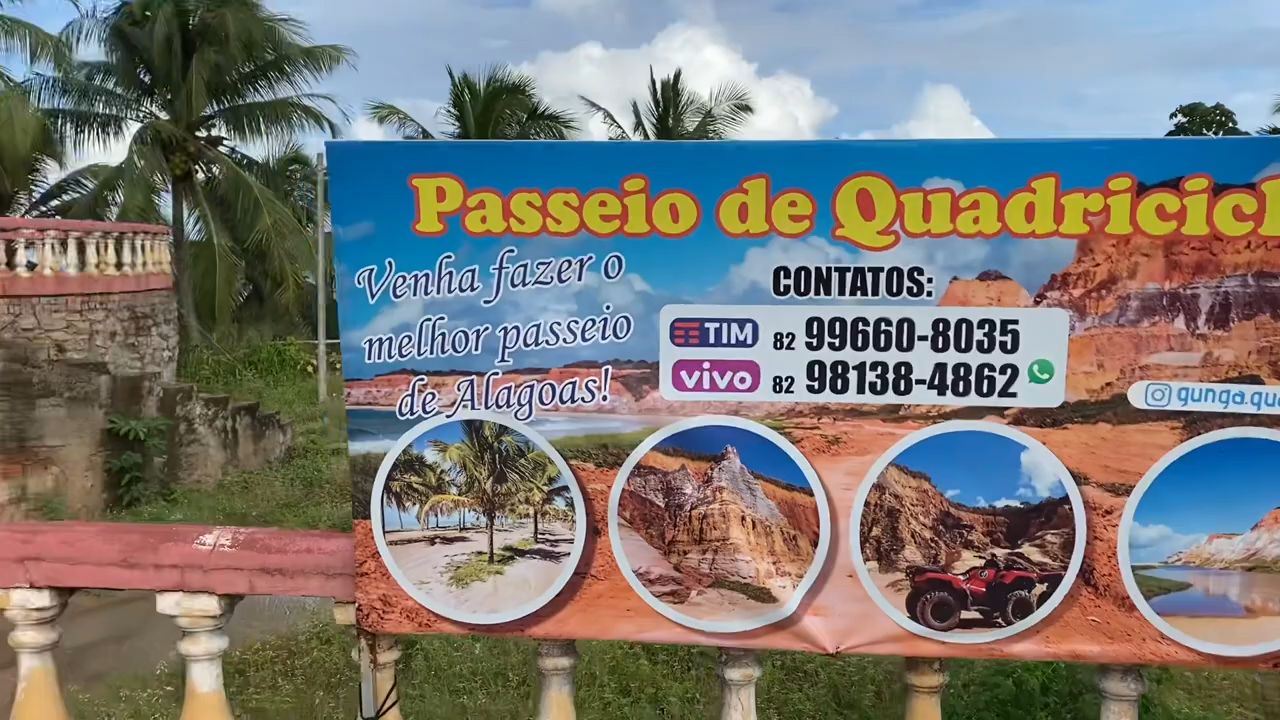 Passeio de Quadricicl
Venha fazer o
melhor passeio
de Alagoas!
CONTATOS:
TIM 82 99660-8035
vivo 82 98138-4862
gunga.qu